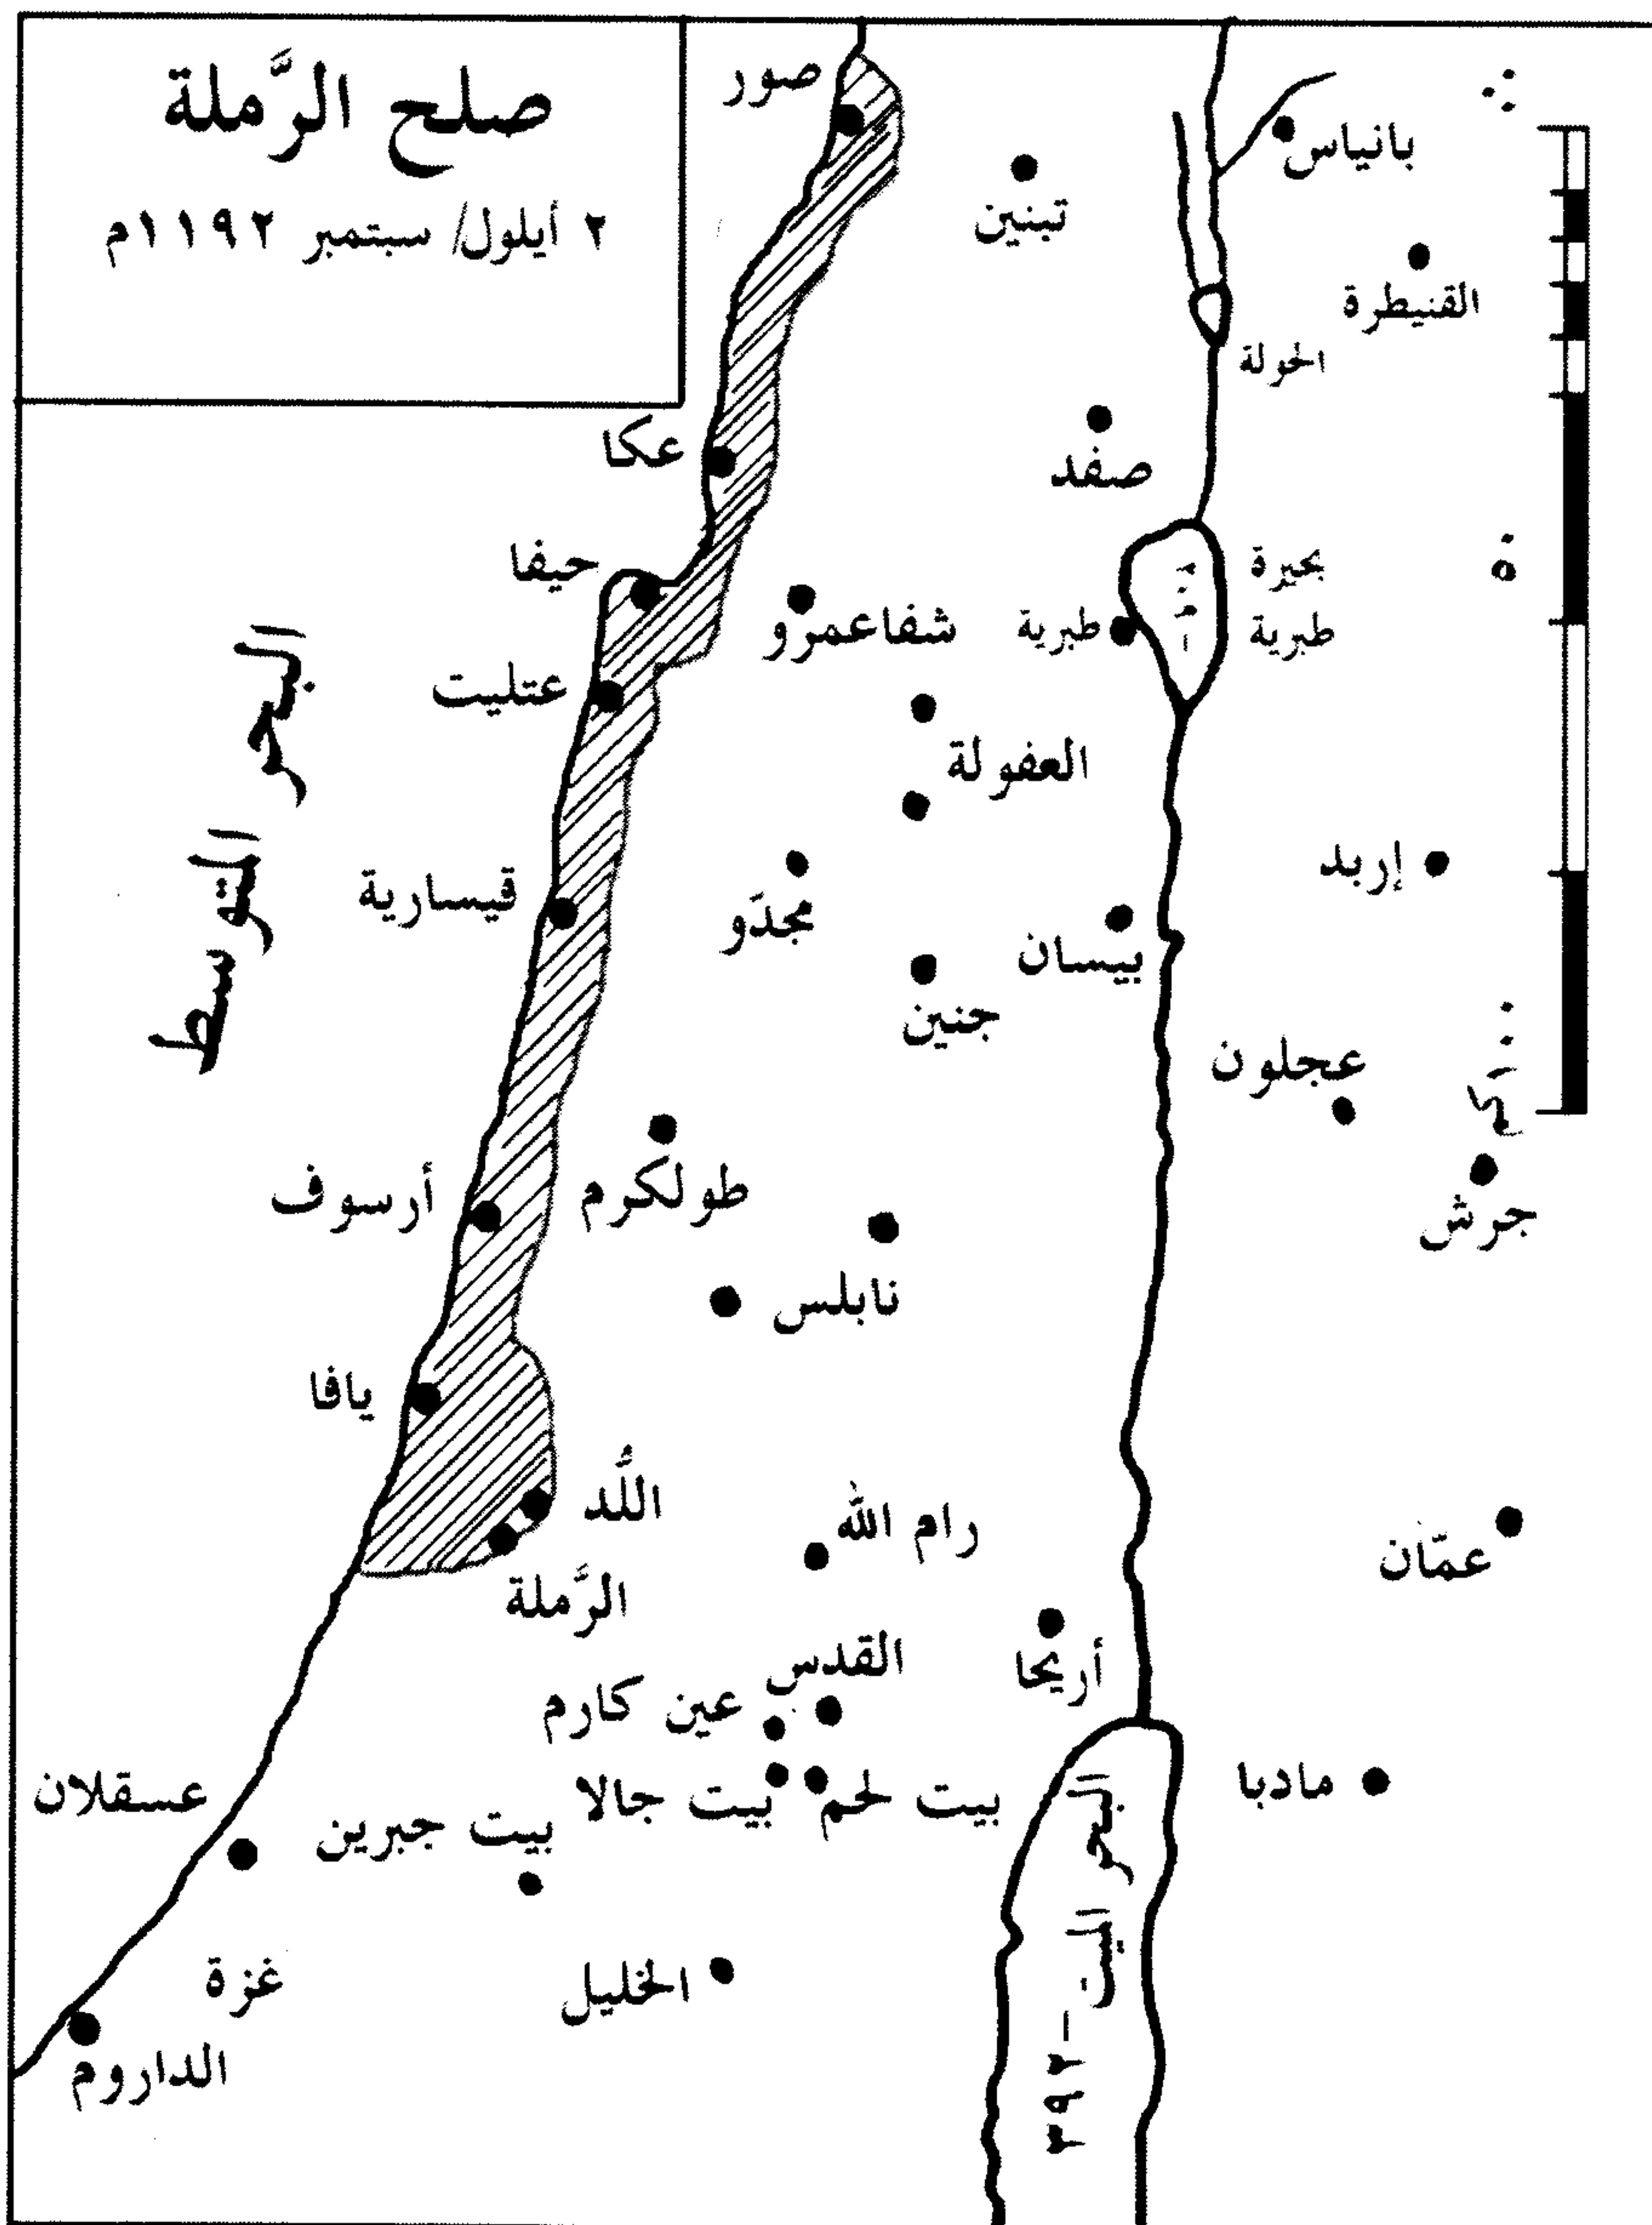 صلح الرَّملة
٢ أيلول/ سبتمبر ١١٩٢م
صور
بانياس
تبنين
القنيطرة
الحولة
عكا
صفد
حيفا
شفاعمرو
طبرية
بحيرة
طبرية
عتليت
العفولة
البحر المتوسط
قيسارية
مجدّو
إربد
بيسان
جنين
عجلون
أرسوف
طولكرم
جرش
نابلس
يافا
اللُّد
رام الله
عمّان
الرَّملة
القدس
أريحا
عين كارم
عسقلان
بيت جبرين
بيت جالا
بيت لحم
مادبا
البحر الميت -٣٩٢
غزة
الخليل
الداروم